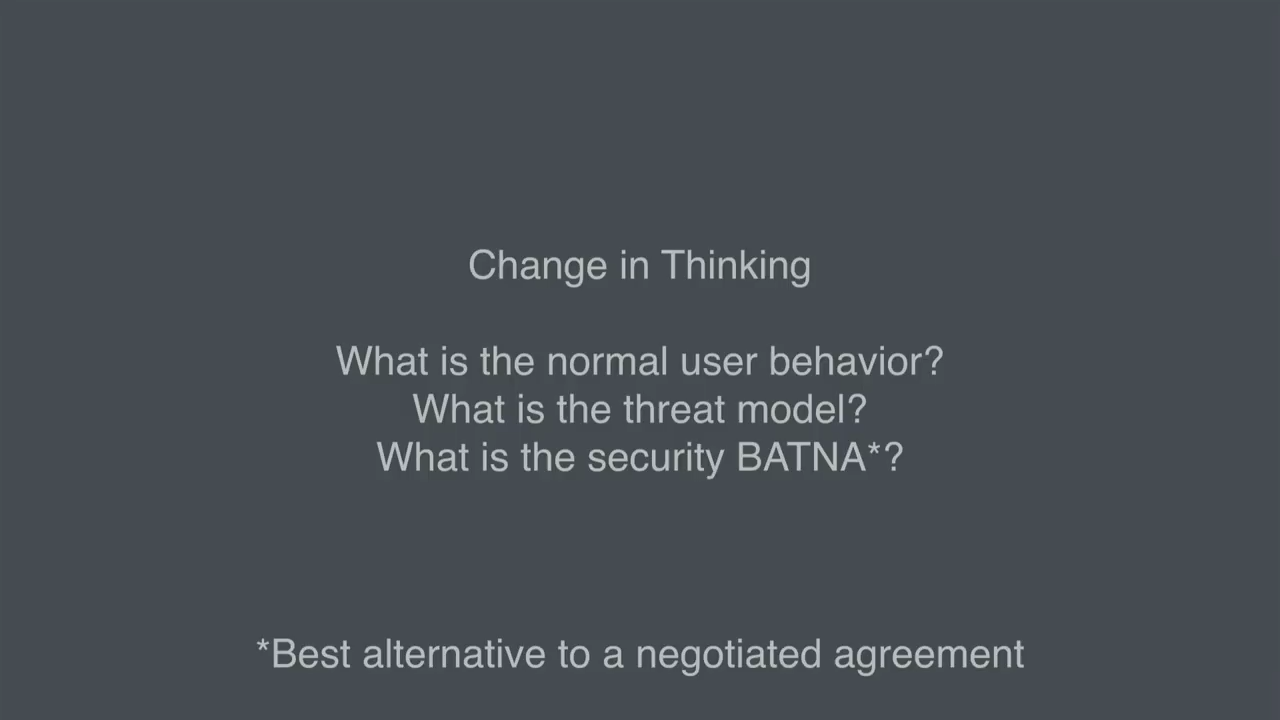 Change in Thinking
What is the normal user behavior?
What is the threat model?
What is the security BATNA*?
*Best alternative to a negotiated agreement